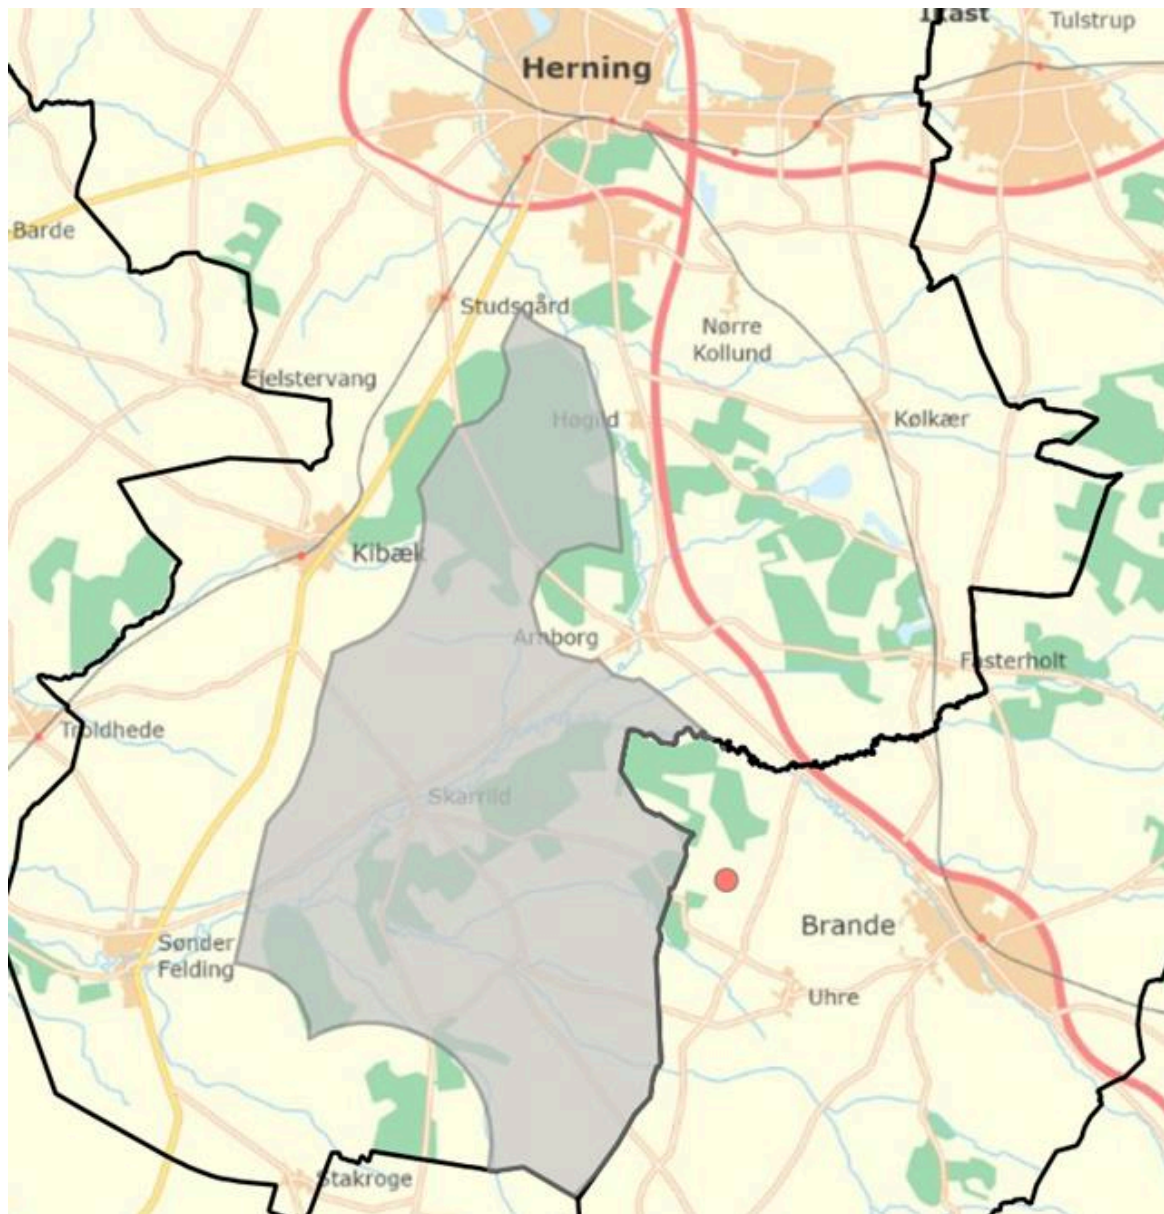 Ikast
Tulstrup
Herning
Barde
Studsgård
Nørre
Kollund
Fjelstervang
Høgild
Kølkær
Kibæk
Arnborg
Fasterholt
Troldhede
Skarrild
Brande
Sønder
Felding
Uhre
Stakroge